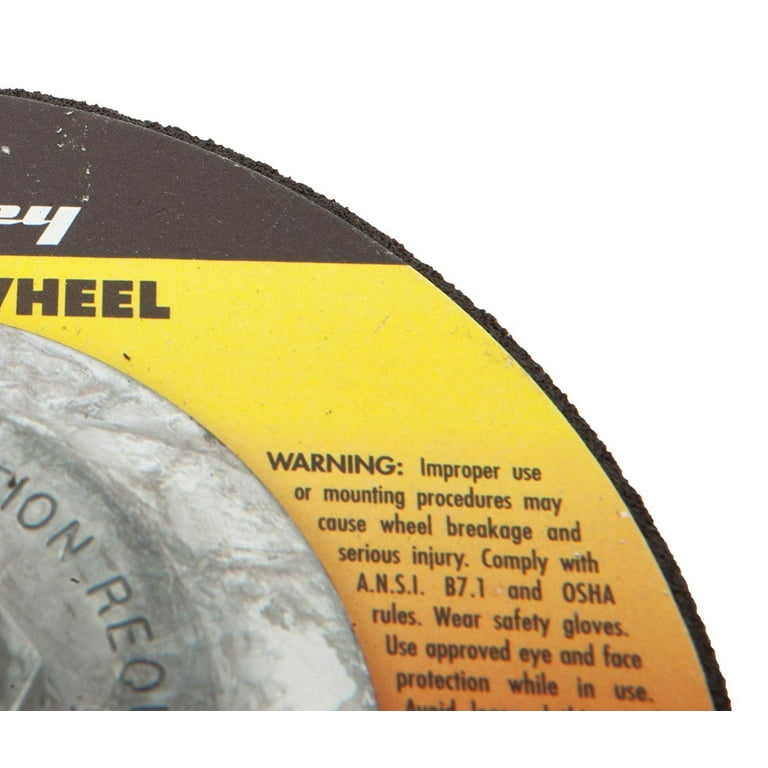 WHEEL
WARNING: Improper use
or mounting procedures may
cause wheel breakage and
serious injury. Comply with
A.N.S.I. B7.1 and OSHA
rules. Wear safety gloves.
Use approved eye and face
protection while in use.
Avoid